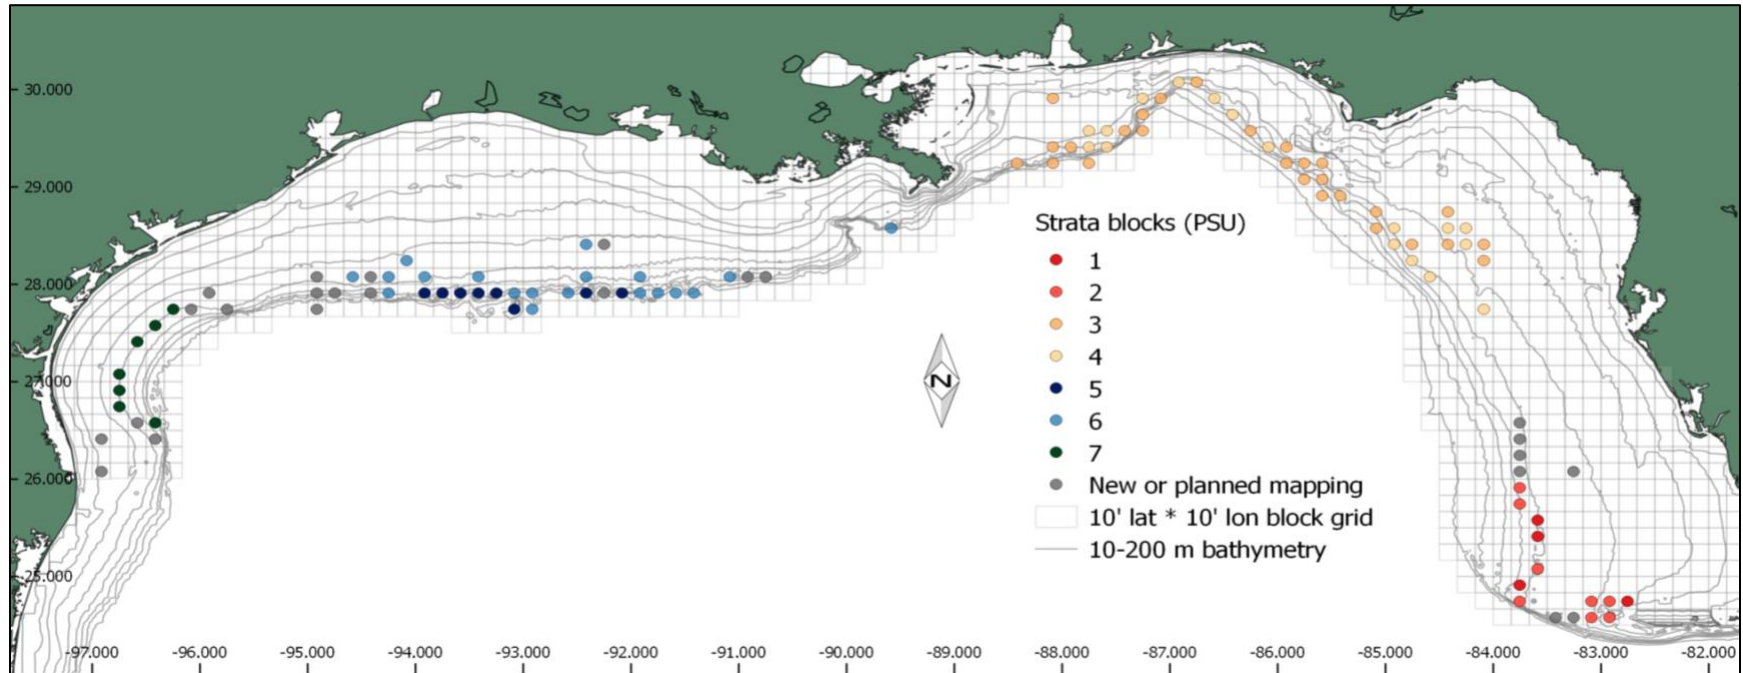 30.000
29.000
28.000
27.000
26.000
25.000
Strata blocks (PSU)
1
2
3
4
5
6
7
New or planned mapping
10' lat * 10' lon block grid
10-200 m bathymetry
N
-97.000 -96.000 -95.000 -94.000 -93.000 -92.000 -91.000 -90.000 -89.000 -88.000 -87.000 -86.000 -85.000 -84.000 -83.000 -82.000